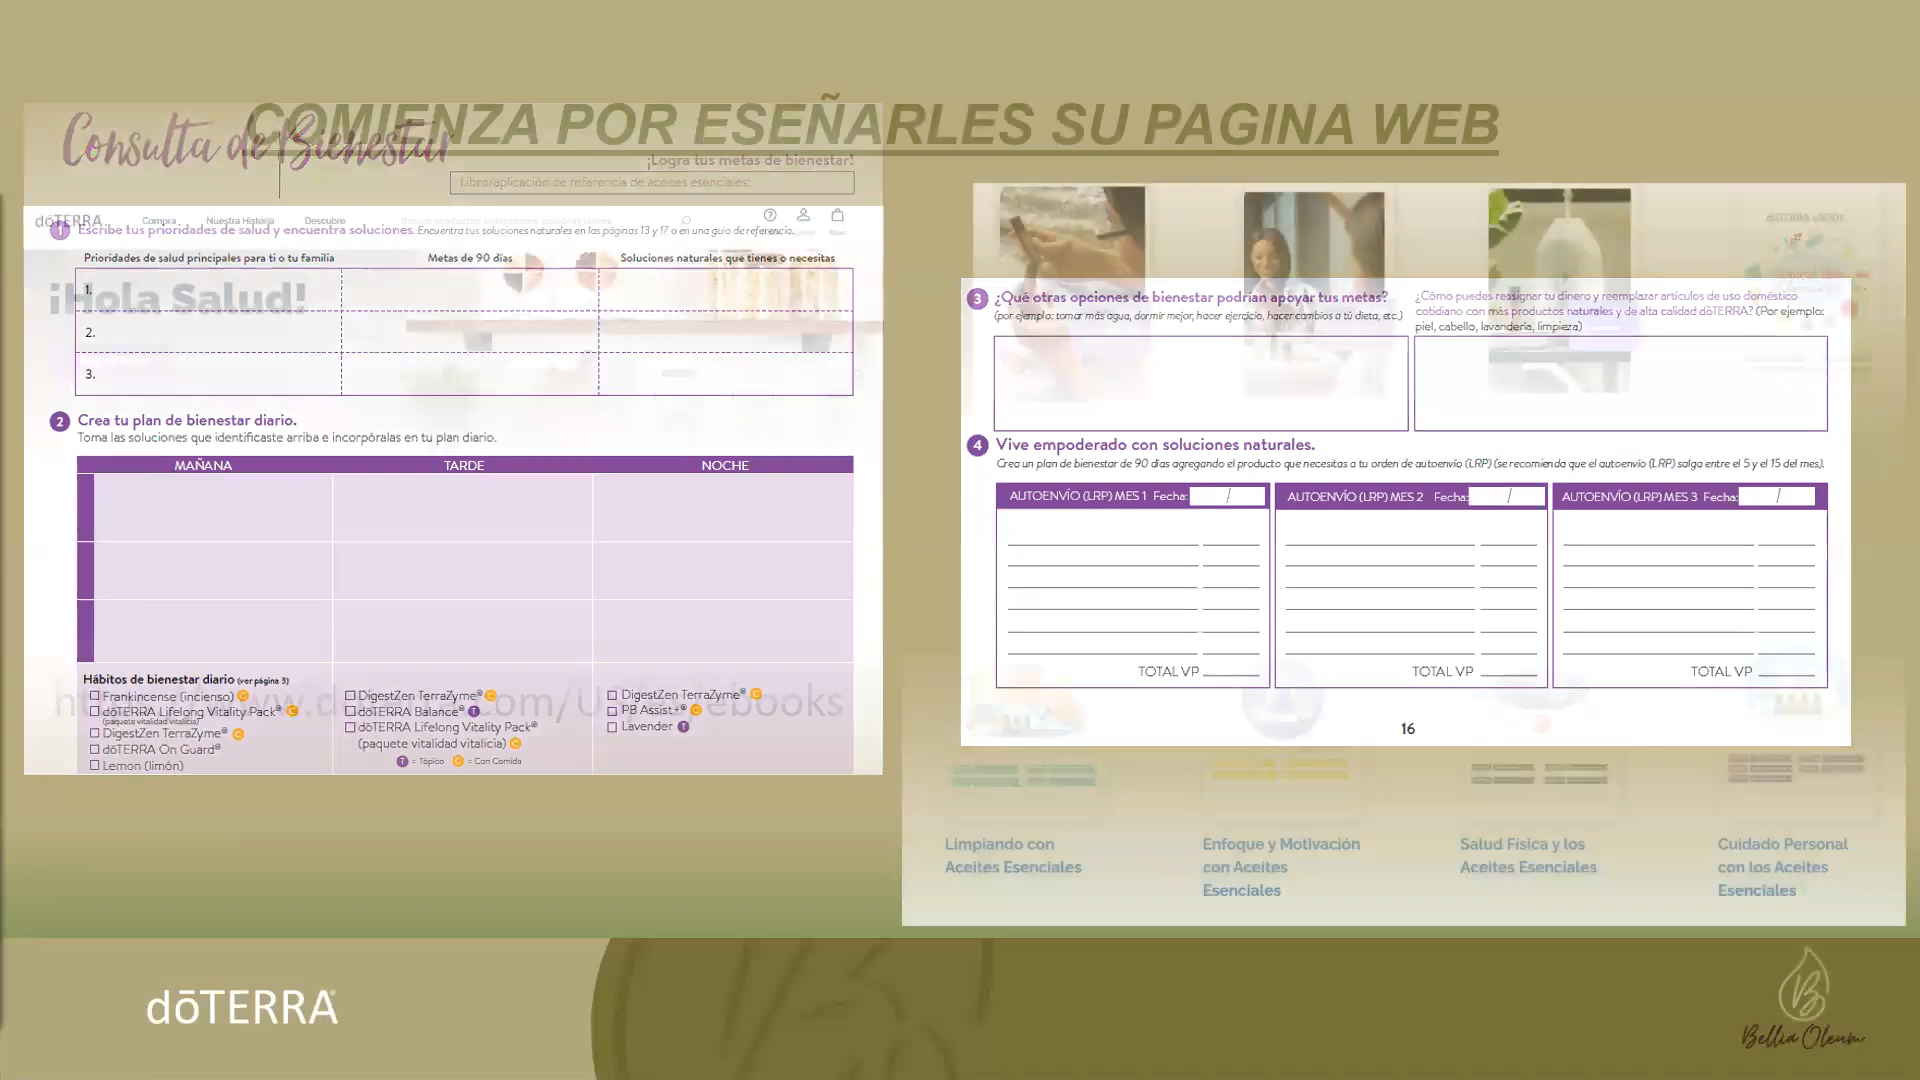 COMIENZA POR ESEÑARLES SU PAGINA WEB
Consulta de Bienestar
¡Logra tus metas de bienestar!
Libro/aplicación de referencia de aceites esenciales:
dōTERRA
Compra Nuestra Historia Descubre
Buscar productos, colecciones, palabras claves
1 Escribe tus prioridades de salud y encuentra soluciones. Encuentra tus soluciones naturales en las páginas 13 y 17 o en una guía de referencia.
Prioridades de salud principales para ti o tu familia Metas de 90 días Soluciones naturales que tienes o necesitas
¡Hola Salud!
1.
2.
3.
2 Crea tu plan de bienestar diario.
Toma las soluciones que identificaste arriba e incorpóralas en tu plan diario.
MAÑANA TARDE NOCHE
Hábitos de bienestar diario (ver página 3)
Frankincense (incienso) C
dōTERRA Lifelong Vitality Pack® C
(paquete vitalidad vitalicia)
DigestZen TerraZyme® C
dōTERRA On Guard®
Lemon (limón)
DigestZen TerraZyme® C
dōTERRA Balance® T
dōTERRA Lifelong Vitality Pack®
(paquete vitalidad vitalicia) C
T = Tópico C = Con Comida
DigestZen TerraZyme® C
PB Assist+® C
Lavender T
3 ¿Qué otras opciones de bienestar podrían apoyar tus metas?
(por ejemplo: tomar más agua, dormir mejor, hacer ejercicio, hacer cambios a tú dieta, etc.)
¿Cómo puedes reasignar tu dinero y reemplazar artículos de uso doméstico
cotidiano con más productos naturales y de alta calidad dōTERRA? (Por ejemplo:
piel, cabello, lavandería, limpieza)
4 Vive empoderado con soluciones naturales.
Crea un plan de bienestar de 90 días agregando el producto que necesitas a tu orden de autoenvío (LRP) (se recomienda que el autoenvío (LRP) salga entre el 5 y el 15 del mes).
AUTOENVÍO (LRP) MES 1 Fecha: /
AUTOENVÍO (LRP) MES 2 Fecha: /
AUTOENVÍO (LRP) MES 3 Fecha: /
TOTAL VP TOTAL VP TOTAL VP
16
Limpiando con
Aceites Esenciales
Enfoque y Motivación
con Aceites
Esenciales
Salud Física y los
Aceites Esenciales
Cuidado Personal
con los Aceites
Esenciales
dōTERRA
Bellia Oleum